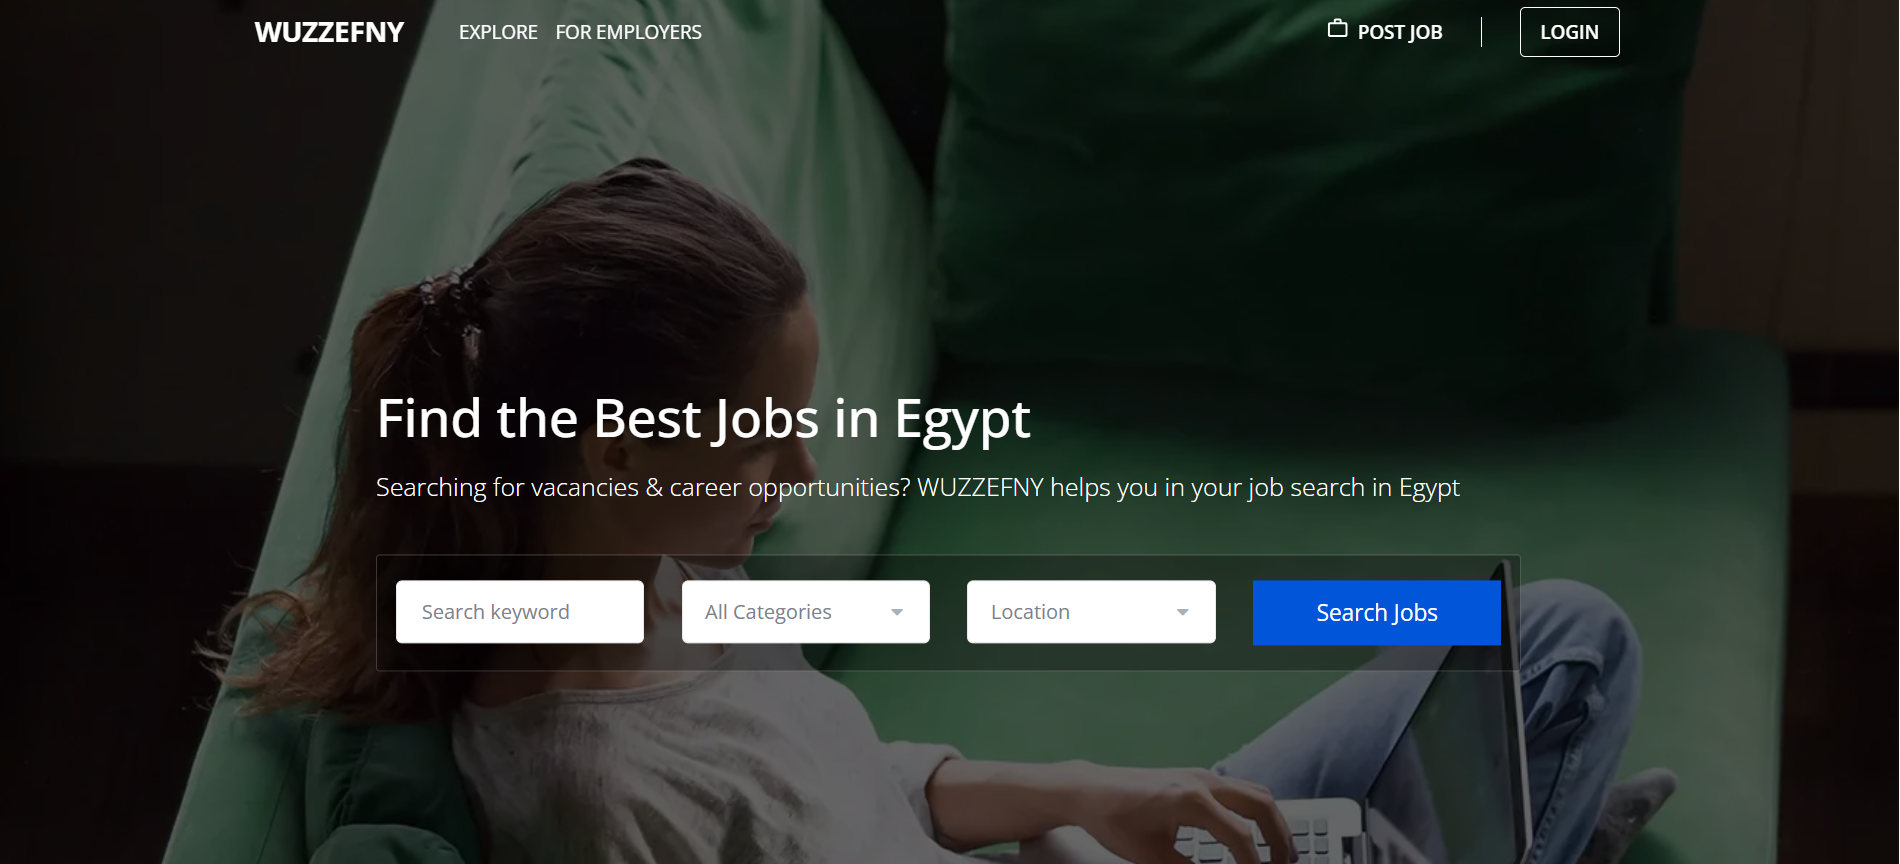 WUZZEFNY
EXPLORE
FOR EMPLOYERS
POST JOB
LOGIN
Find the Best Jobs in Egypt
Searching for vacancies & career opportunities? WUZZEFNY helps you in your job search in Egypt
Search keyword
All Categories
Location
Search Jobs